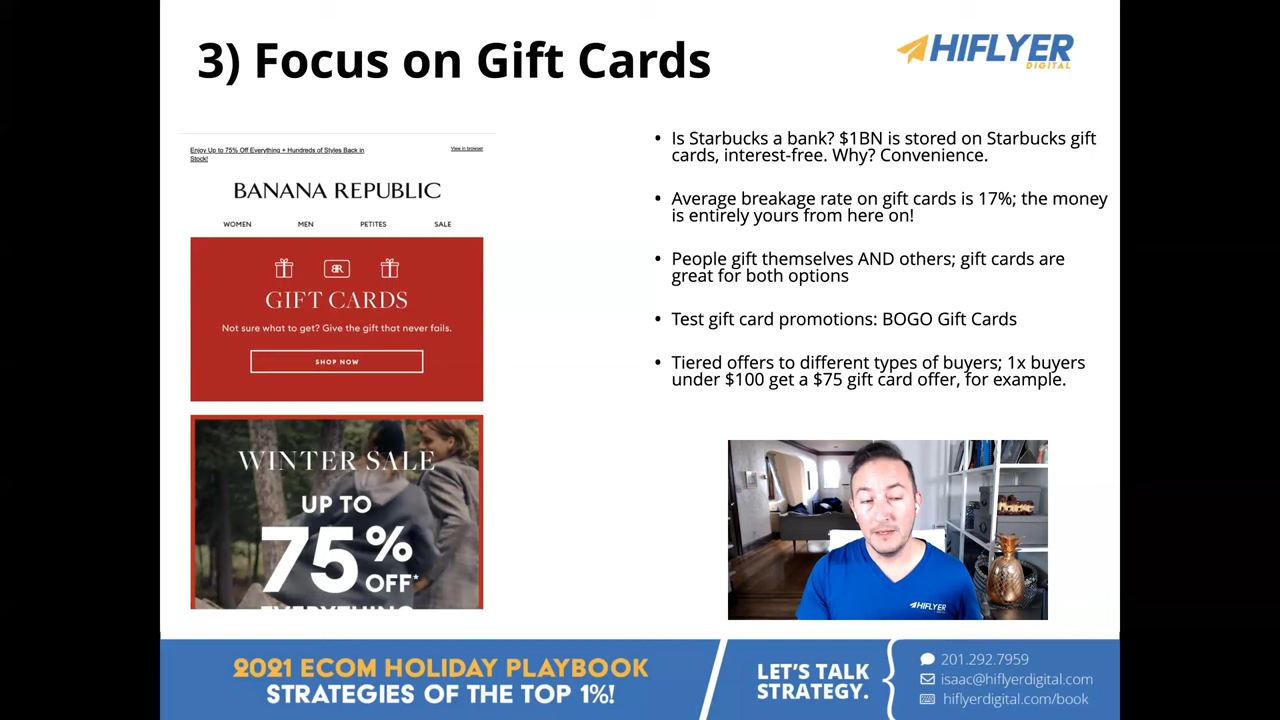 3) Focus on Gift Cards
HIFLYER
DIGITAL
Enjoy Up to 75% Off Everything + Hundreds of Styles Back in
Stock!
View in browser
BANANA REPUBLIC
WOMEN MEN PETITES SALE
BR
GIFT CARDS
Not sure what to get? Give the gift that never fails.
SHOP NOW
WINTER SALE
UP TO
75%
OFF*
EVERYTHING
• Is Starbucks a bank? $1BN is stored on Starbucks gift
cards, interest-free. Why? Convenience.
• Average breakage rate on gift cards is 17%; the money
is entirely yours from here on!
• People gift themselves AND others; gift cards are
great for both options
• Test gift card promotions: BOGO Gift Cards
• Tiered offers to different types of buyers; 1x buyers
under $100 get a $75 gift card offer, for example.
HIFLYER
2021 ECOM HOLIDAY PLAYBOOK
STRATEGIES OF THE TOP 1%!
LET'S TALK
STRATEGY.
201.292.7959
isaac@hiflyerdigital.com
hiflyerdigital.com/book